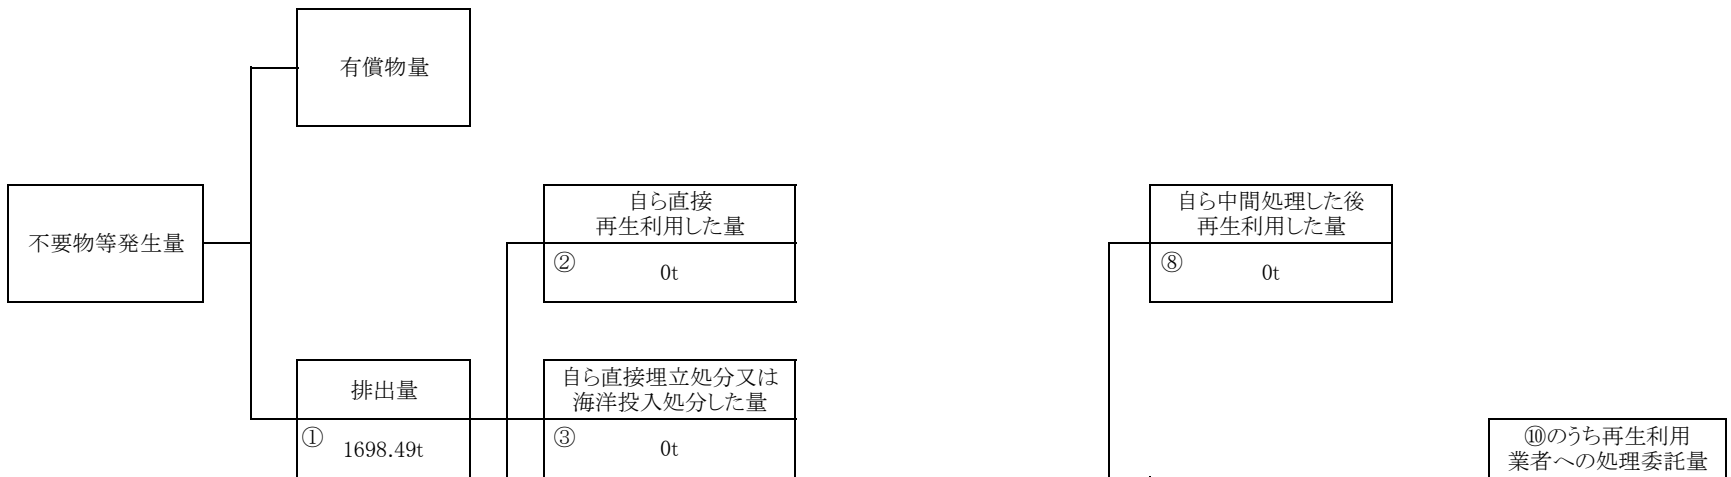 有償物量
不要物等発生量
自ら直接
再生利用した量
② 0t
自ら中間処理した後
再生利用した量
⑧ 0t
排出量
① 1698.49t
自ら直接埋立処分又は
海洋投入処分した量
③ 0t
⑩のうち再生利用
業者への処理委託量